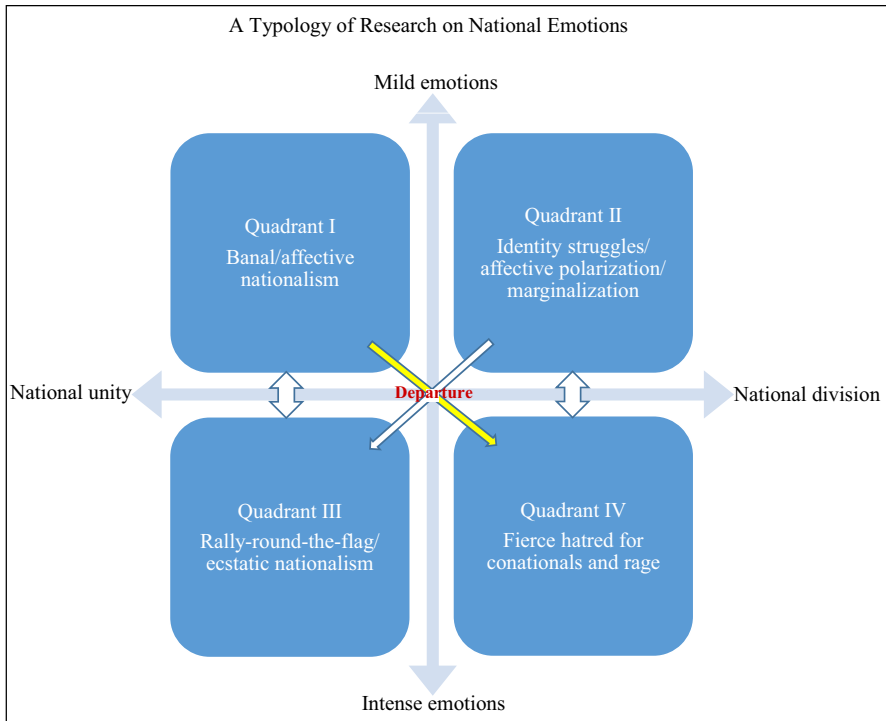 A Typology of Research on National Emotions
Mild emotions
Quadrant I
Banal/affective
nationalism
Quadrant II
Identity struggles/
affective polarization/
marginalization
National unity
Departure
National division
Quadrant III
Rally-round-the-flag/
ecstatic nationalism
Quadrant IV
Fierce hatred for
conationals and rage
Intense emotions